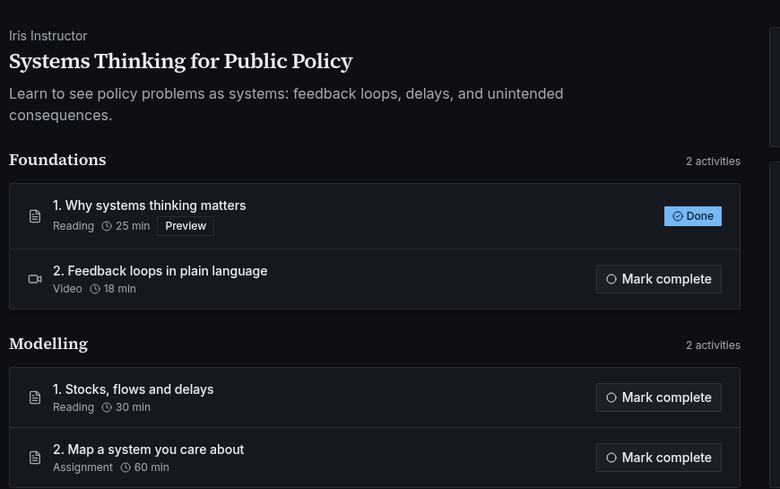 Iris Instructor
Systems Thinking for Public Policy
Learn to see policy problems as systems: feedback loops, delays, and unintended
consequences.
Foundations
2 activities
1. Why systems thinking matters
Reading 25 min Preview
Done
2. Feedback loops in plain language
Video 18 min
Mark complete
Modelling
2 activities
1. Stocks, flows and delays
Reading 30 min
Mark complete
2. Map a system you care about
Assignment 60 min
Mark complete